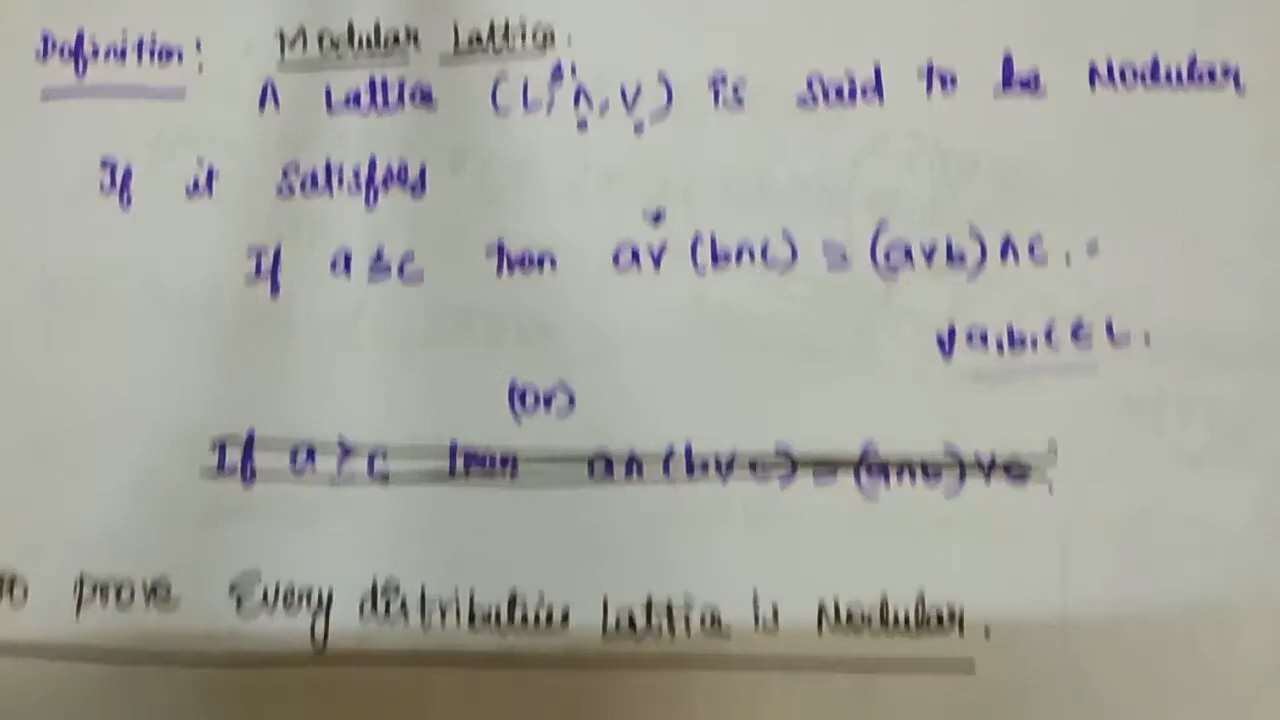 Definition: Modular Lattice.
A Lattice (L, ∧, ∨) is said to be Modular
If it satisfies
If a ≤ c then a∨(b∧c) = (a∨b)∧c.
∀ a,b,c ∈ L.
(or)
If a ≥ c then a∧(b∨c) = (a∧b)∨c
To prove Every distributive Lattice is Modular.